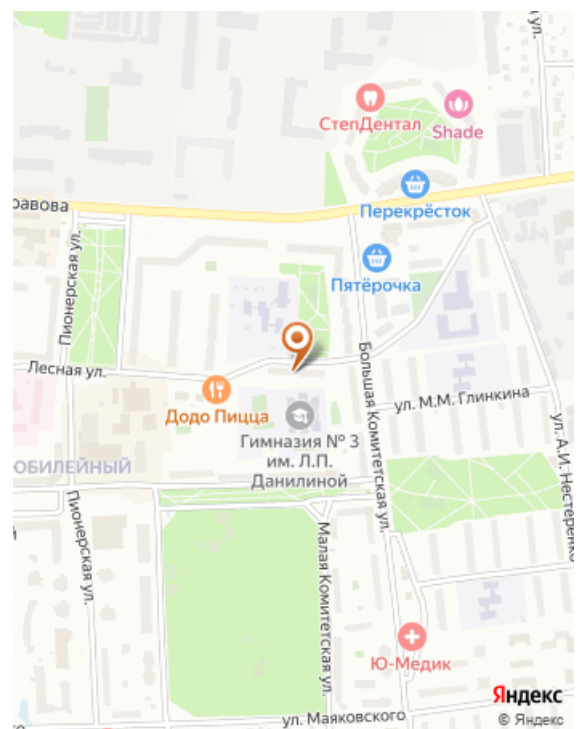 ул.
СтепДентал
Shade
Перекрёсток
равова
Пионерская ул.
Пятёрочка
Лесная ул.
Большая Комитетская ул.
Додо Пицца
ул. М.М. Глинкина
Гимназия № 3
им. Л.П.
Данилиной
ул. А.И. Нестеренко
ОБИЛЕЙНЫЙ
Пионерская ул.
Малая Комитетская ул.
й
Ю-Медик
Яндекс
ул. Маяковского
© Яндекс